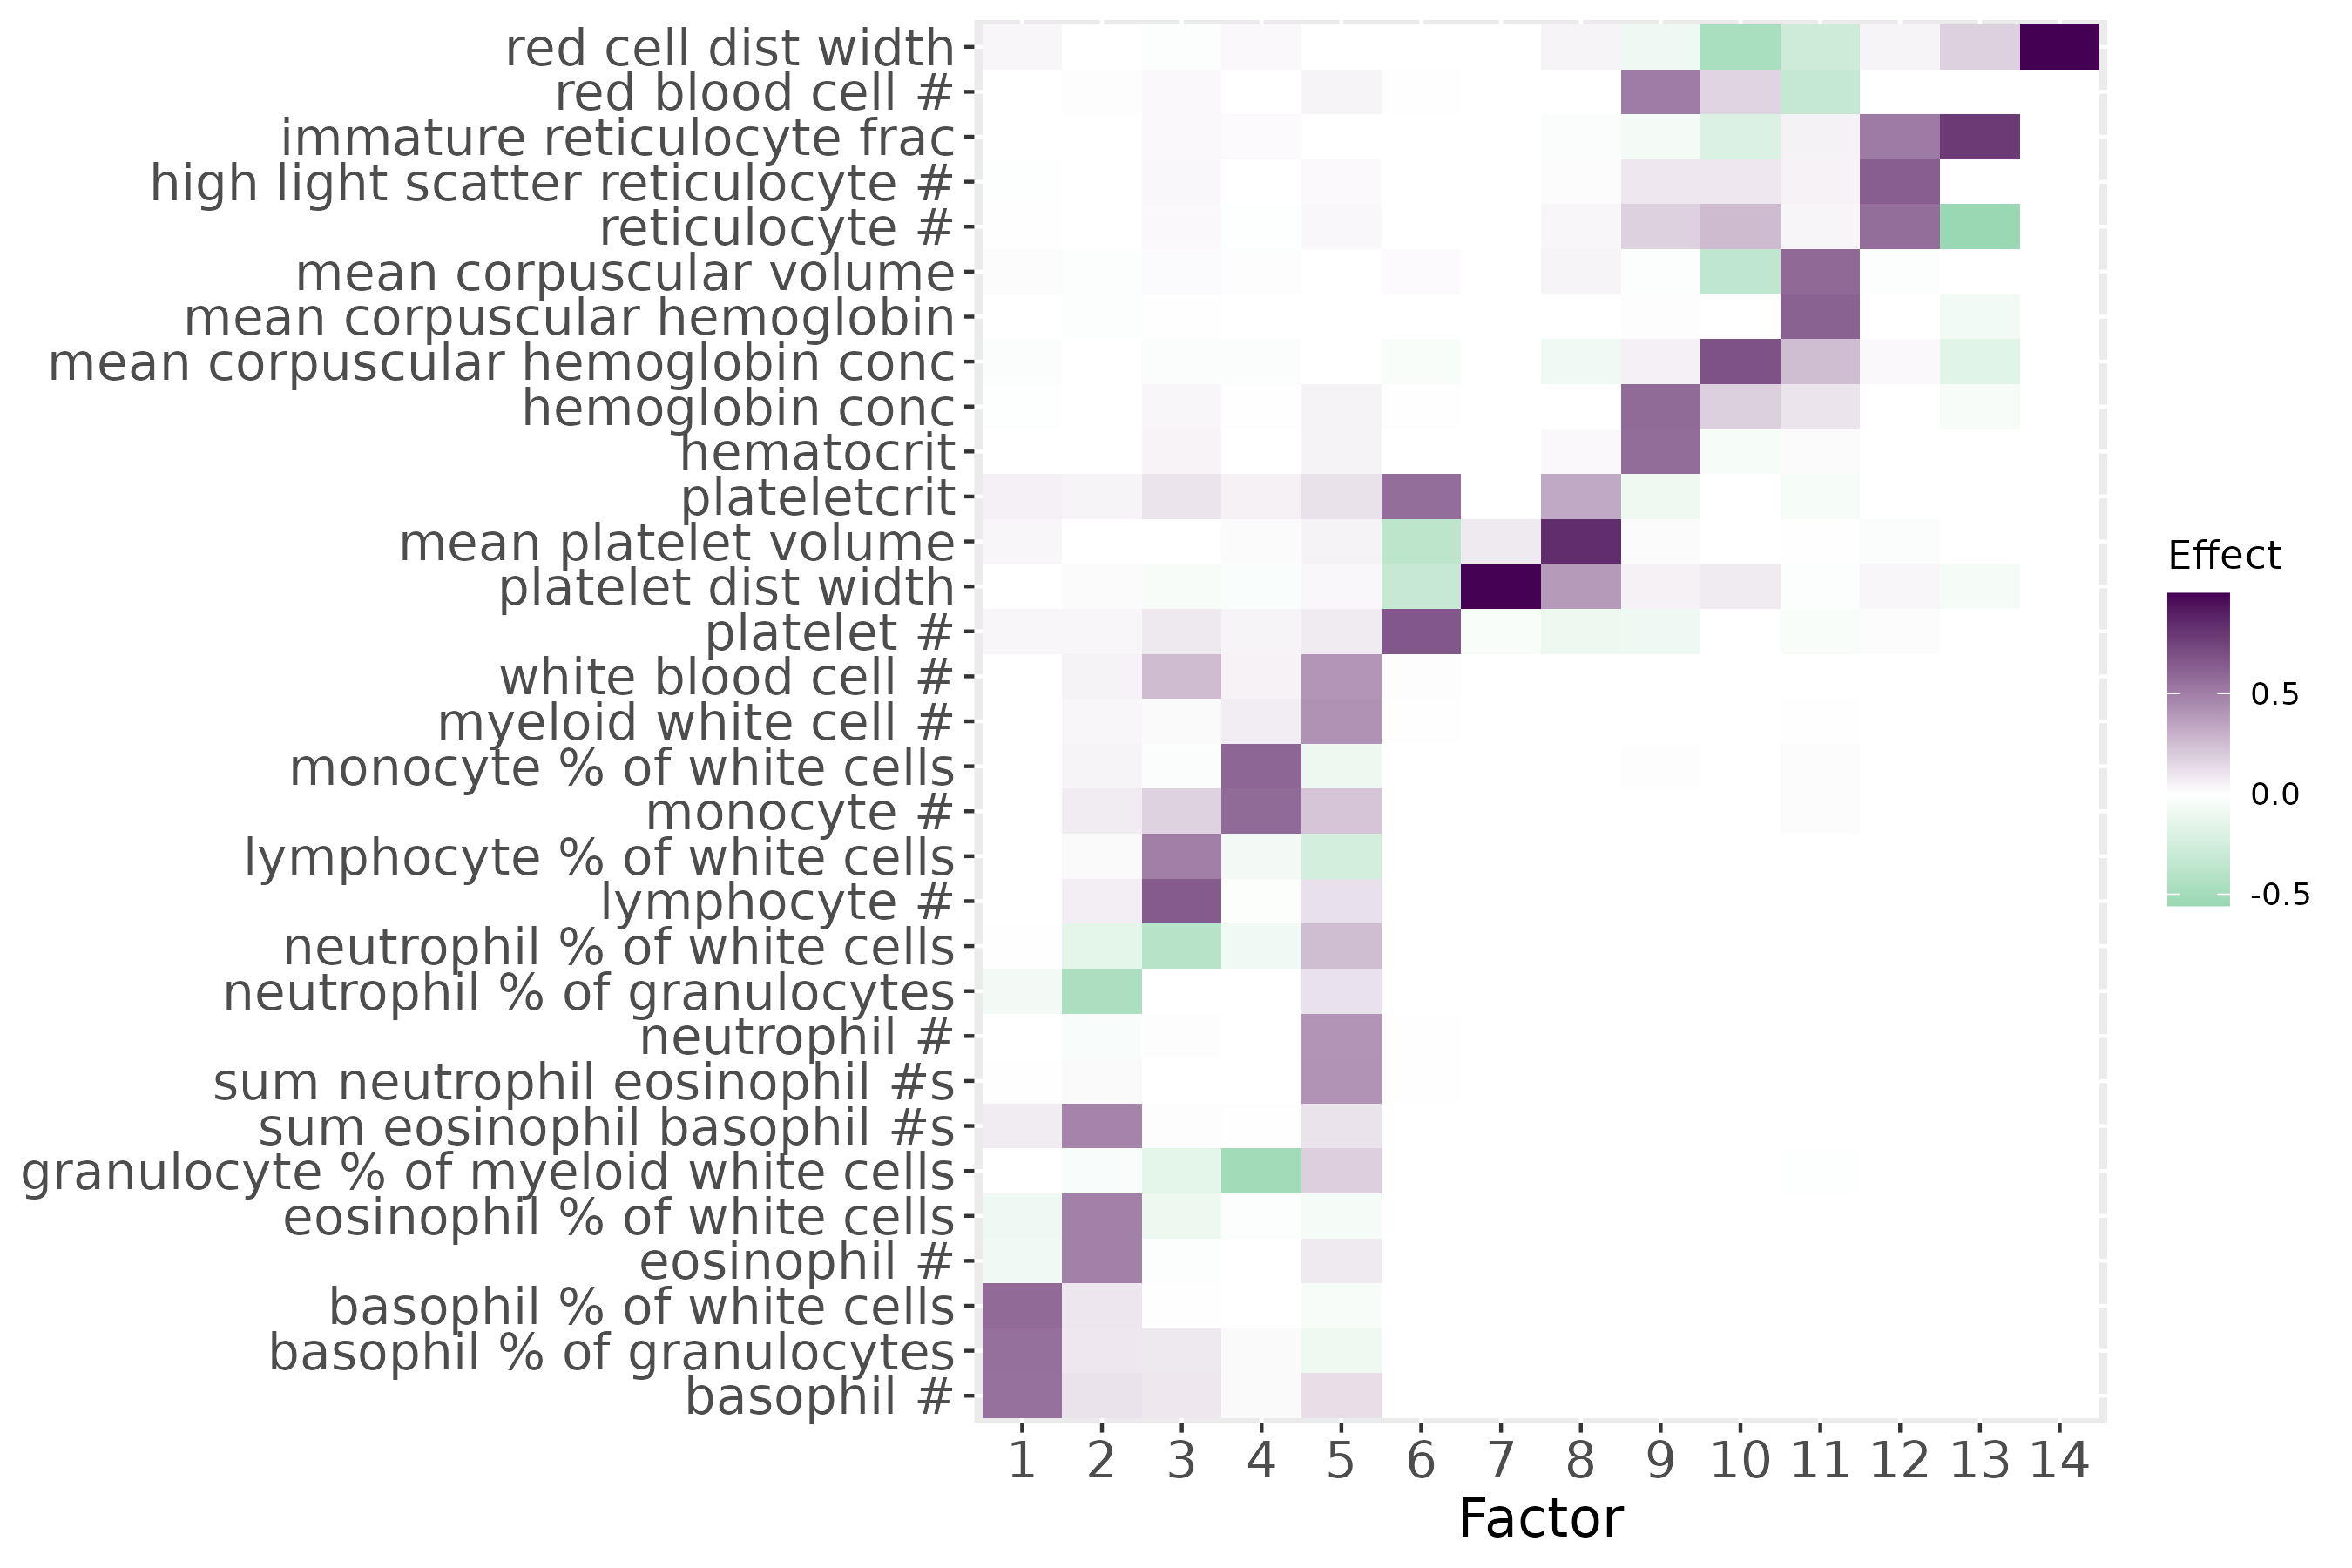 red cell dist width
red blood cell #
immature reticulocyte frac
high light scatter reticulocyte #
reticulocyte #
mean corpuscular volume
mean corpuscular hemoglobin
mean corpuscular hemoglobin conc
hemoglobin conc
hematocrit
plateletcrit
mean platelet volume
platelet dist width
platelet #
white blood cell #
myeloid white cell #
monocyte % of white cells
monocyte #
lymphocyte % of white cells
lymphocyte #
neutrophil % of white cells
neutrophil % of granulocytes
neutrophil #
sum neutrophil eosinophil #s
sum eosinophil basophil #s
granulocyte % of myeloid white cells
eosinophil % of white cells
eosinophil #
basophil % of white cells
basophil % of granulocytes
basophil #
1 2 3 4 5 6 7 8 9 10 11 12 13 14
Factor
Effect
0.5
0.0
-0.5